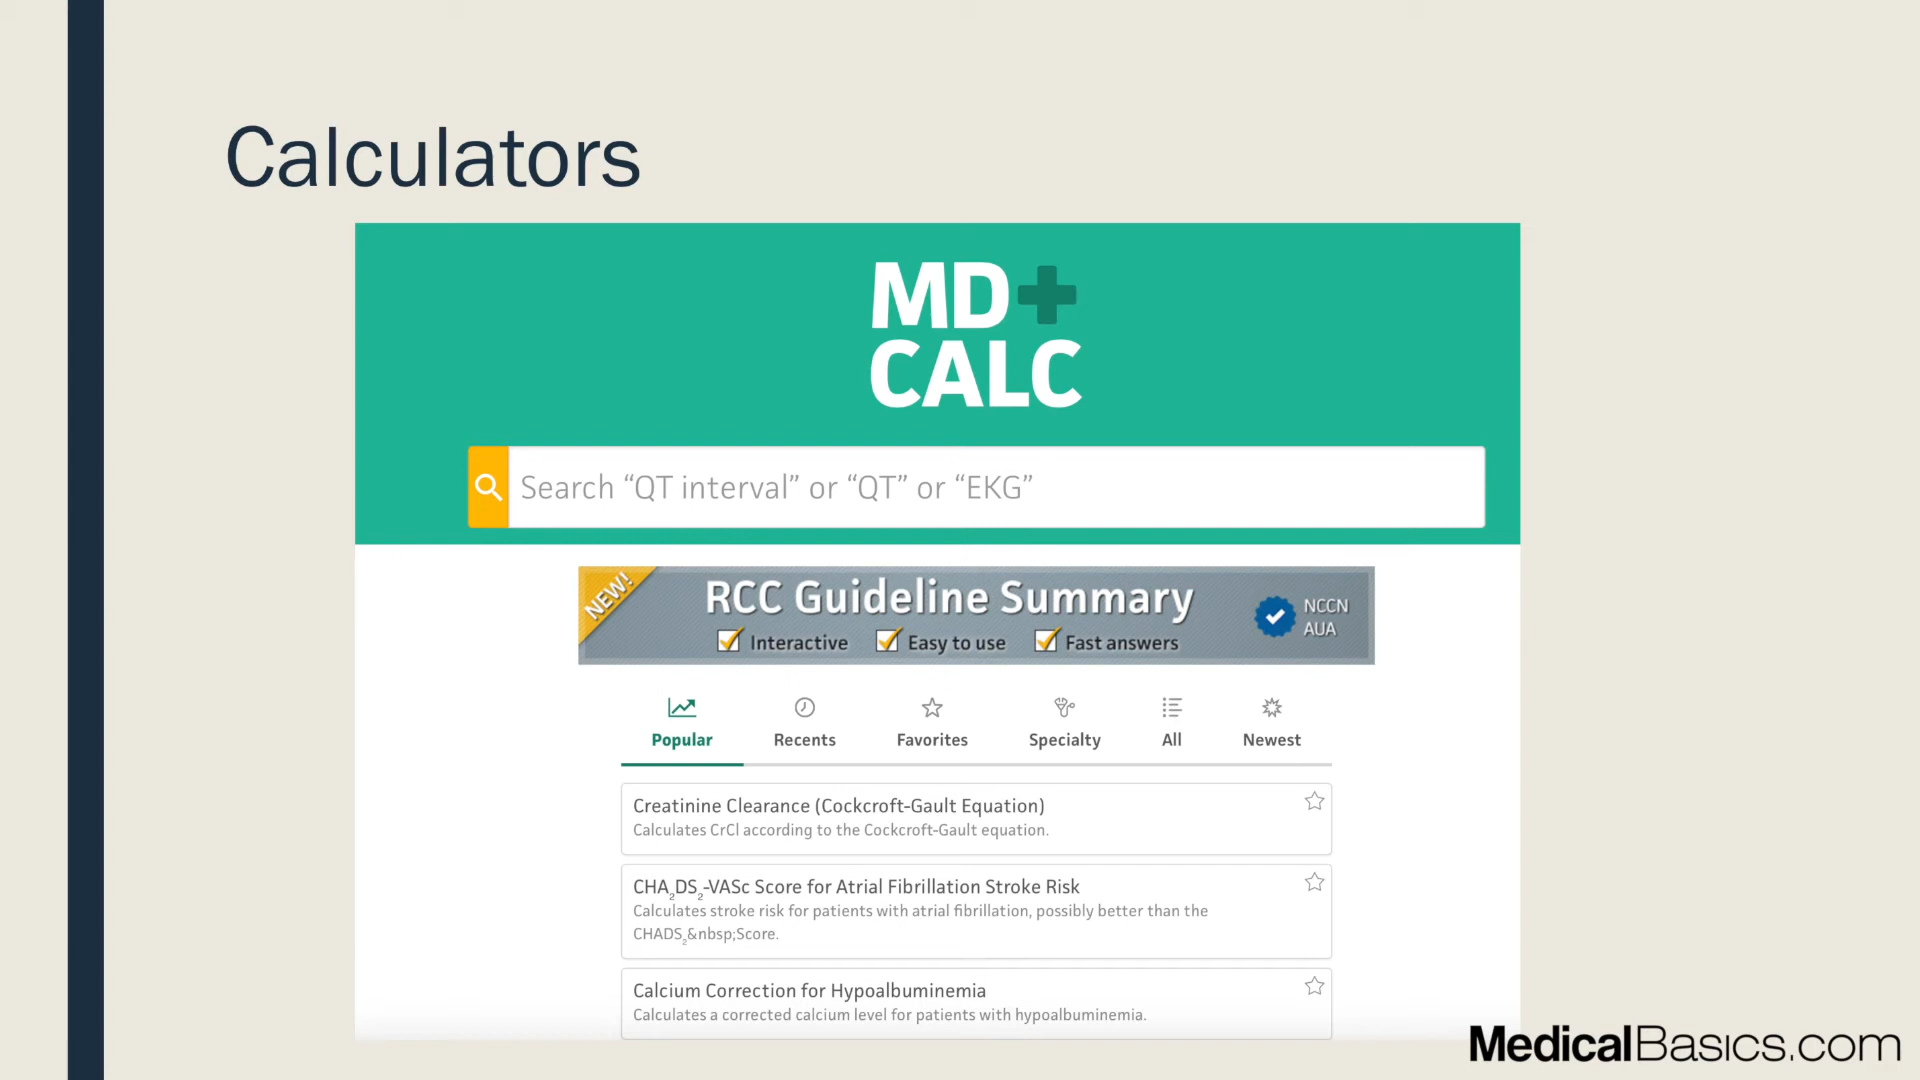 Calculators
MD+
CALC
Search “QT interval” or “QT” or “EKG”
NEW!
RCC Guideline Summary
Interactive Easy to use Fast answers
NCCN
AUA
Popular Recents Favorites Specialty All Newest
Creatinine Clearance (Cockcroft-Gault Equation)
Calculates CrCl according to the Cockcroft-Gault equation.
CHA₂DS₂-VASc Score for Atrial Fibrillation Stroke Risk
Calculates stroke risk for patients with atrial fibrillation, possibly better than the
CHADS₂&nbsp;Score.
Calcium Correction for Hypoalbuminemia
Calculates a corrected calcium level for patients with hypoalbuminemia.
MedicalBasics.com